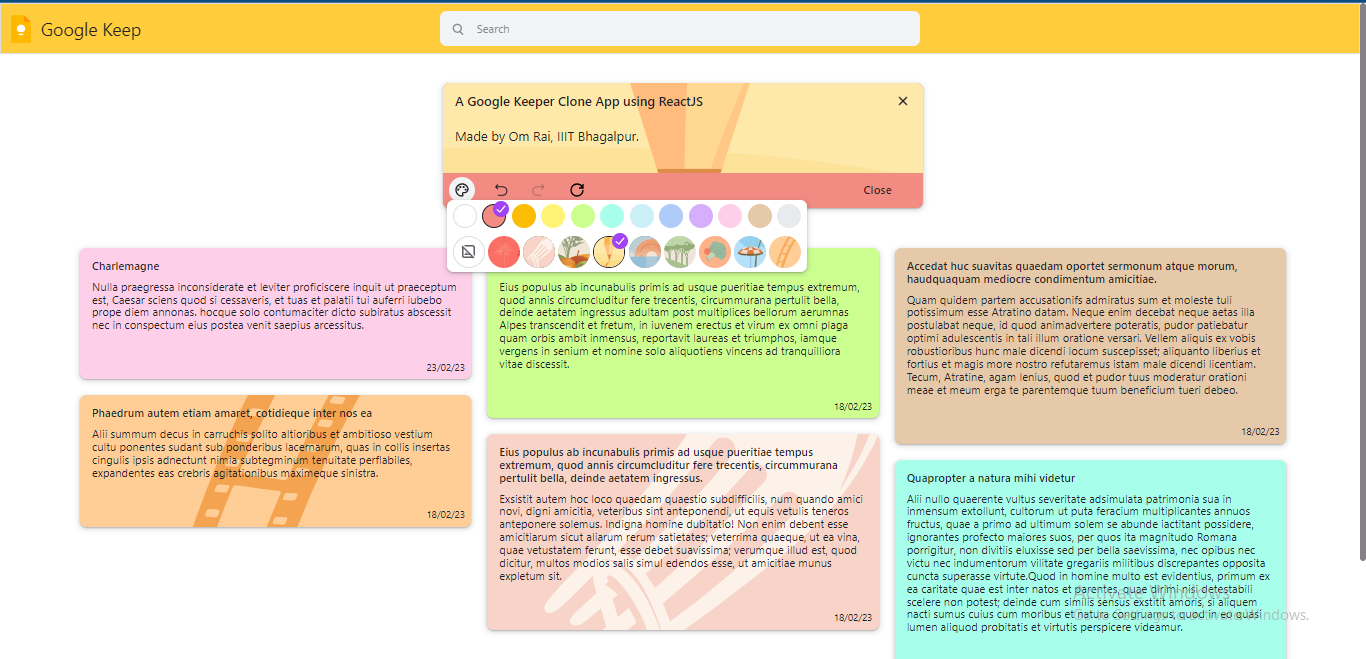 Google Keep
Search
A Google Keeper Clone App using ReactJS
Made by Om Rai, IIIT Bhagalpur.
Close
Charlemagne
Nulla praegressa inconsiderate et leviter proficiscere inquit ut praeceptum
est, Caesar sciens quod si cessaveris, et tuas et palatii tui auferri iubebo
prope diem annonas. hocque solo contumaciter dicto subiratus abscessit
nec in conspectum eius postea venit saepius arcessitus.
23/02/23
Phaedrum autem etiam amaret, cotidieque inter nos ea
Alii summum decus in carruchis solito altioribus et ambitioso vestium
cultu ponentes sudant sub ponderibus lacernarum, quas in collis insertas
cingulis ipsis adnectunt nimia subtegminum tenuitate perflabiles,
expandentes eas crebris agitationibus maximeque sinistra.
18/02/23
Eius populus ab incunabulis primis ad usque pueritiae tempus extremum,
quod annis circumcluditur fere trecentis, circummurana pertulit bella,
deinde aetatem ingressus adultam post multiplices bellorum aerumnas
Alpes transcendit et fretum, in iuvenem erectus et virum ex omni plaga
quam orbis ambit inmensus, reportavit laureas et triumphos, iamque
vergens in senium et nomine solo aliquotiens vincens ad tranquilliora
vitae discessit.
18/02/23
Eius populus ab incunabulis primis ad usque pueritiae tempus
extremum, quod annis circumcluditur fere trecentis, circummurana
pertulit bella, deinde aetatem ingressus.
Exsistit autem hoc loco quaedam quaestio subdifficilis, num quando amici
novi, digni amicitia, veteribus sint anteponendi, ut equis vetulis teneros
anteponere solemus. Indigna homine dubitatio! Non enim debent esse
amicitiarum sicut aliarum rerum satietates; veterrima quaeque, ut ea vina,
quae vetustatem ferunt, esse debet suavissima; verumque illud est, quod
dicitur, multos modios salis simul edendos esse, ut amicitiae munus
expletum sit.
18/02/23
Accedat huc suavitas quaedam oportet sermonum atque morum,
haudquaquam mediocre condimentum amicitiae.
Quam quidem partem accusationifs admiratus sum et moleste tuli
potissimum esse Atratino datam. Neque enim decebat neque aetas illa
postulabat neque, id quod animadvertere poteratis, pudor patiebatur
optimi adulescentis in tali illum oratione versari. Vellem aliquis ex vobis
robustioribus hunc male dicendi locum suscepisset; aliquanto liberius et
fortius et magis more nostro refutaremus istam male dicendi licentiam.
Tecum, Atratine, agam lenius, quod et pudor tuus moderatur orationi
meae et meum erga te parentemque tuum beneficium tueri debeo.
18/02/23
Quapropter a natura mihi videtur
Alii nullo quaerente vultus severitate adsimulata patrimonia sua in
inmensum extollunt, cultorum ut puta feracium multiplicantes annuos
fructus, quae a primo ad ultimum solem se abunde iactitant possidere,
ignorantes profecto maiores suos, per quos ita magnitudo Romana
porrigitur, non divitiis eluxisse sed per bella saevissima, nec opibus nec
victu nec indumentorum vilitate gregariis militibus discrepantes opposita
cuncta superasse virtute.Quod in homine multo est evidentius, primum ex
ea caritate quae est inter natos et parentes, quae dirimi nisi detestabili
scelere non potest; deinde cum similis sensus exstitit amoris, si aliquem
nacti sumus cuius cum moribus et natura congruamus, quod in eo quasi
lumen aliquod probitatis et virtutis perspicere videamur.
Activate Windows
Go to Settings to activate Windows.